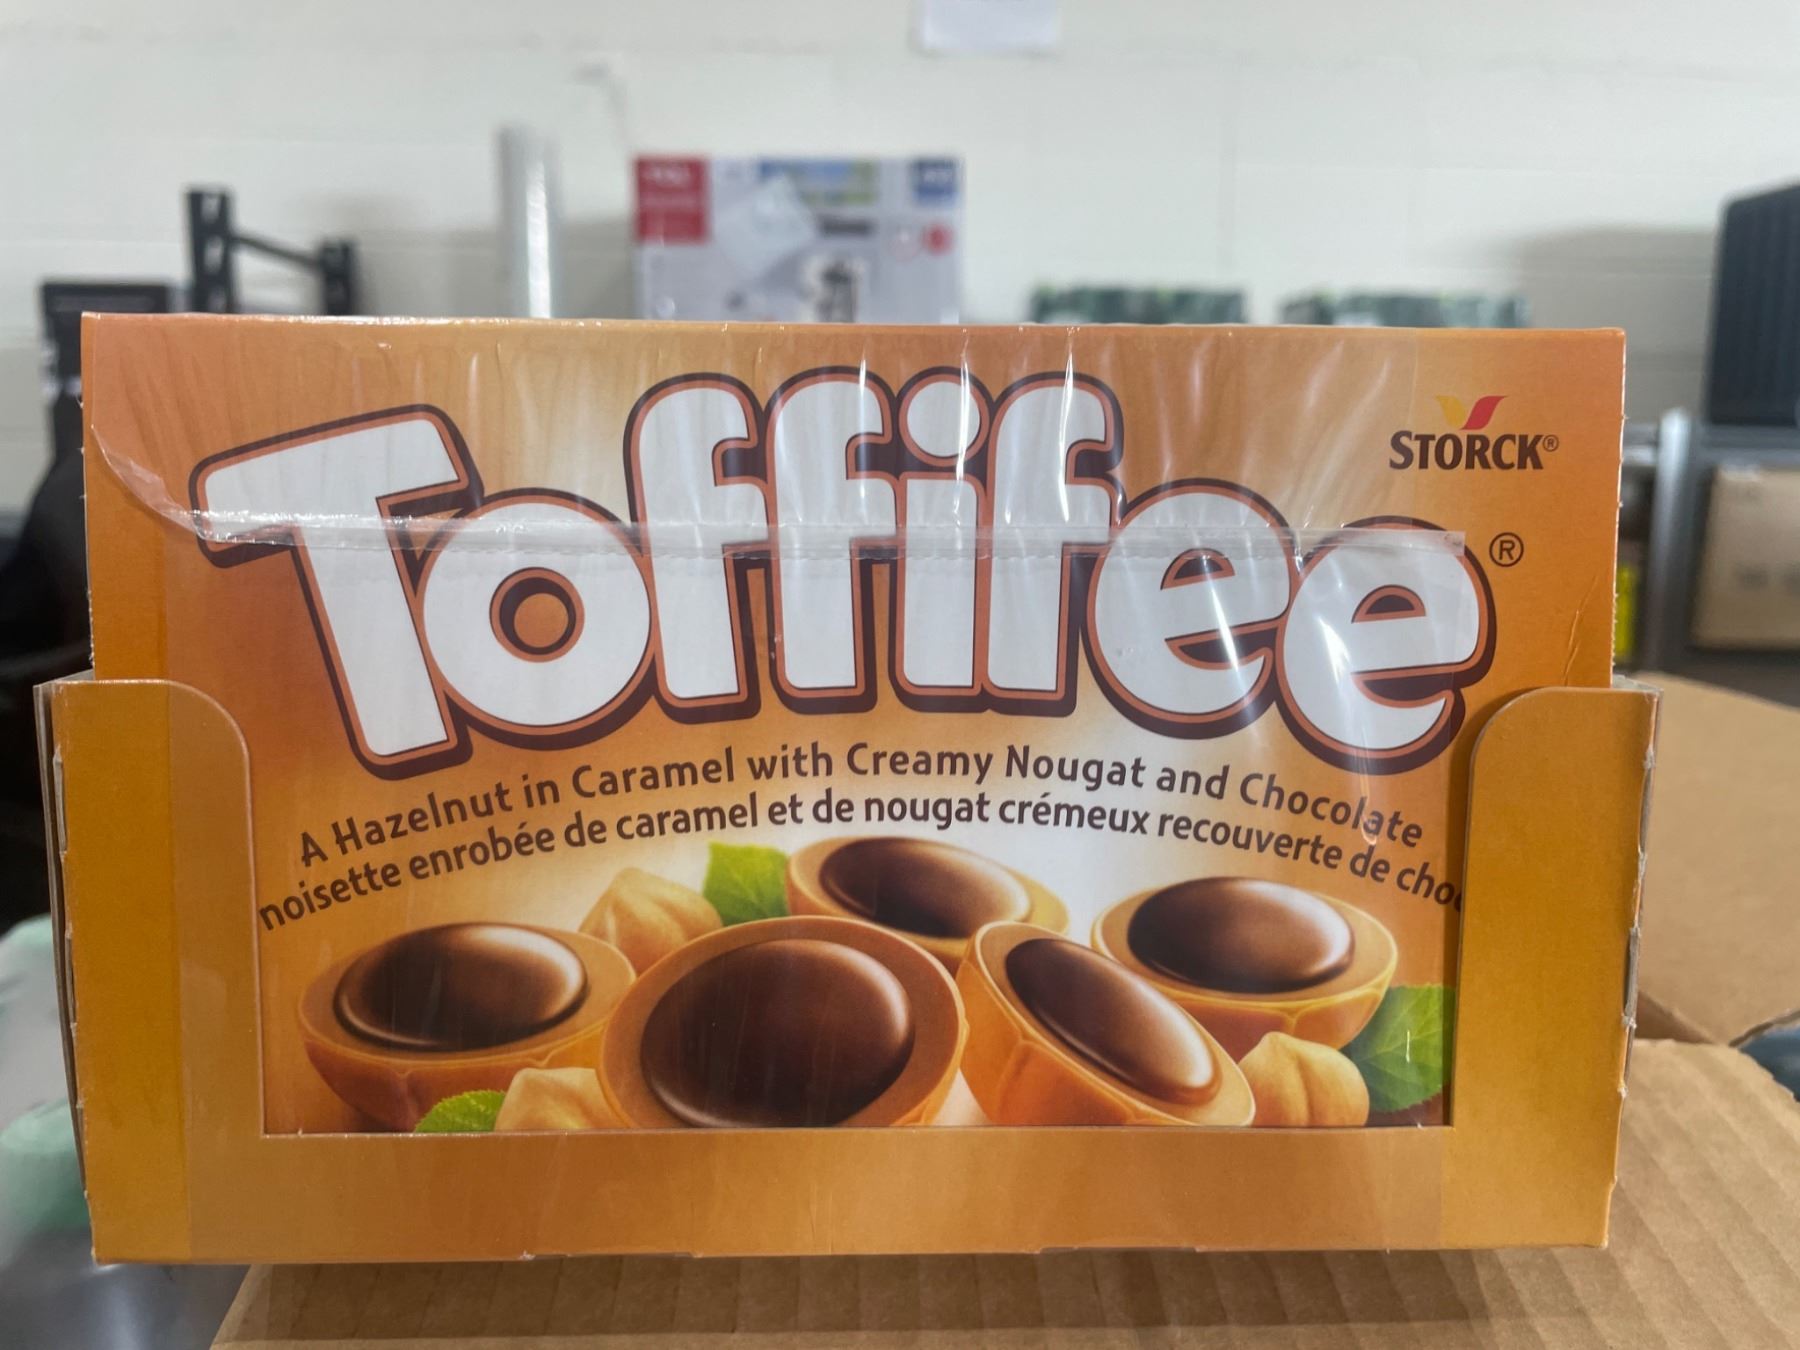 STORCK®
Toffifee®
A Hazelnut in Caramel with Creamy Nougat and Chocolate
noisette enrobée de caramel et de nougat crémeux recouverte de cho